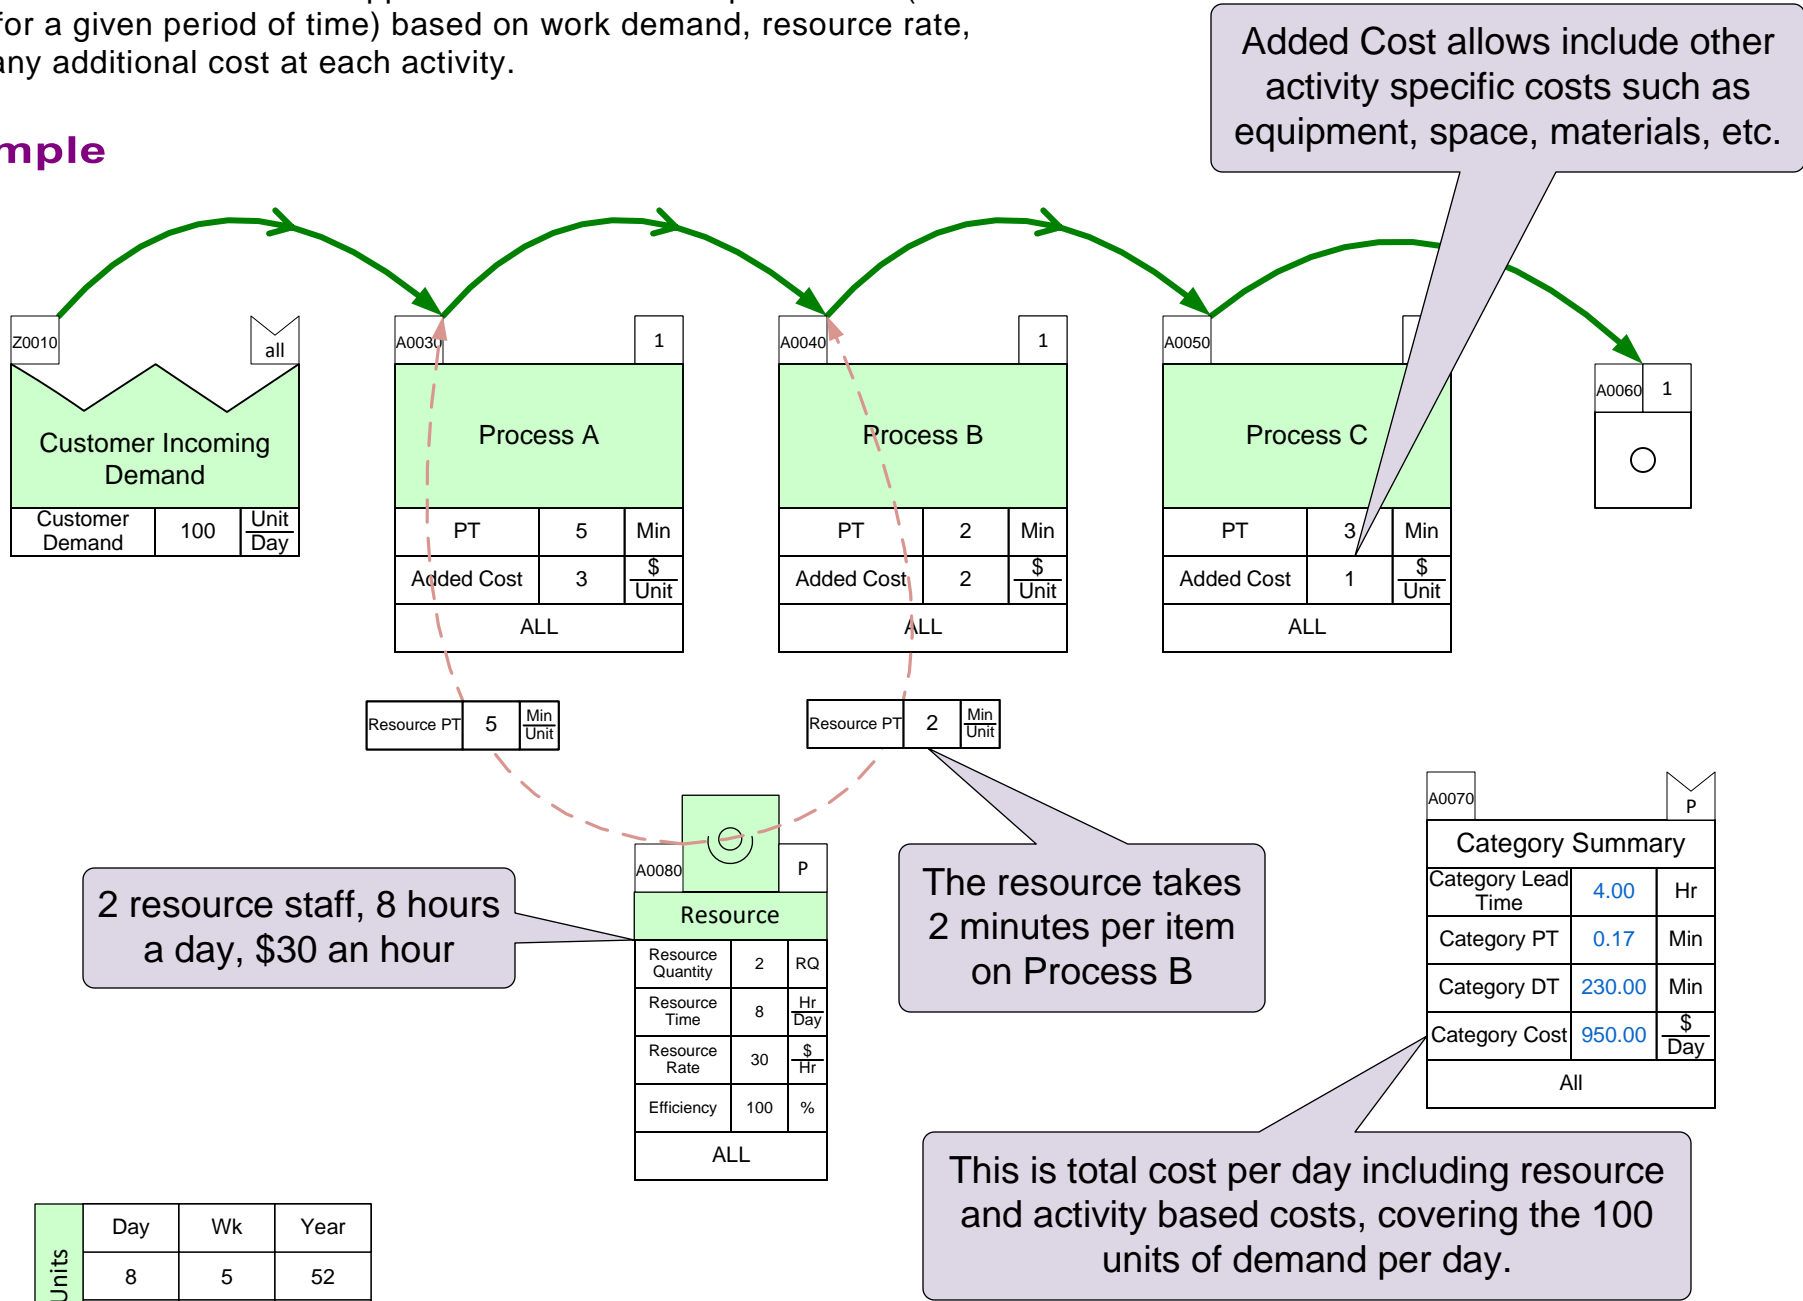 for a given period of time) based on work demand, resource rate,
any additional cost at each activity.
mple
Added Cost allows include other
activity specific costs such as
equipment, space, materials, etc.
Z0010
all
Customer Incoming
Demand
Customer
Demand
100
Unit
Day
A0030
1
Process A
PT
5
Min
Added Cost
3
$
Unit
ALL
A0040
1
Process B
PT
2
Min
Added Cost
2
$
Unit
ALL
A0050
Process C
PT
3
Min
Added Cost
1
$
Unit
ALL
A0060
1
Resource PT
5
Min
Unit
Resource PT
2
Min
Unit
2 resource staff, 8 hours
a day, $30 an hour
A0080
P
Resource
Resource
Quantity
2
RQ
Resource
Time
8
Hr
Day
Resource
Rate
30
$
Hr
Efficiency
100
%
ALL
The resource takes
2 minutes per item
on Process B
A0070
P
Category Summary
Category Lead
Time
4.00
Hr
Category PT
0.17
Min
Category DT
230.00
Min
Category Cost
950.00
$
Day
All
This is total cost per day including resource
and activity based costs, covering the 100
units of demand per day.
Units
Day
Wk
Year
8
5
52